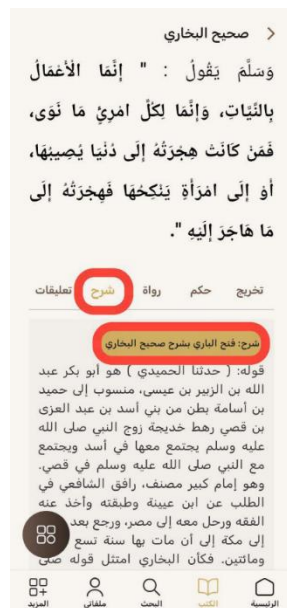 صحيح البخاري
وَسَلَّمَ يَقُولُ : " إِنَّمَا الْأَعْمَالُ
بِالنِّيَّاتِ، وَإِنَّمَا لِكُلِّ امْرِئٍ مَا نَوَى،
فَمَنْ كَانَتْ هِجْرَتُهُ إِلَى دُنْيَا يُصِيبُهَا،
أَوْ إِلَى امْرَأَةٍ يَنْكِحُهَا فَهِجْرَتُهُ إِلَى
مَا هَاجَرَ إِلَيْهِ ".
تخريج حكم رواة شرح تعليقات
شرح: فتح الباري بشرح صحيح البخاري
قوله: ( حدثنا الحميدي ) هو أبو بكر عبد
الله بن الزبير بن عيسى، منسوب إلى حميد
بن أسامة بطن من بني أسد بن عبد العزى
بن قصي رهط خديجة زوج النبي صلى الله
عليه وسلم يجتمع معها في أسد ويجتمع
مع النبي صلى الله عليه وسلم في قصي.
وهو إمام كبير مصنف، رافق الشافعي في
الطلب عن ابن عيينة وطبقته وأخذ عنه
الفقه ورحل معه إلى مصر، ورجع بعد
إلى مكة إلى أن مات بها سنة تسع
ومائتين. فكأن البخاري امتثل قوله صلى
الرئيسية الكتب البحث ملفاتي المزيد